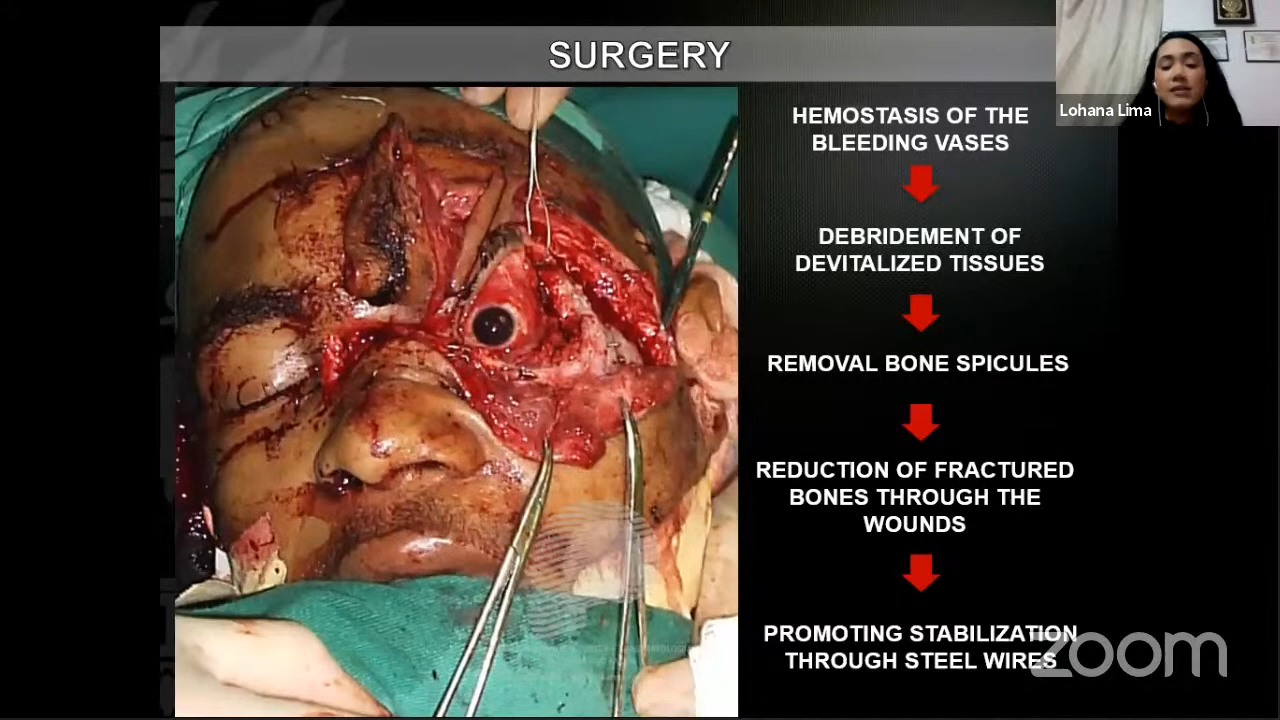 SURGERY
Lohana Lima
HEMOSTASIS OF THE
BLEEDING VASES
DEBRIDEMENT OF
DEVITALIZED TISSUES
REMOVAL BONE SPICULES
REDUCTION OF FRACTURED
BONES THROUGH THE
WOUNDS
PROMOTING STABILIZATION
THROUGH STEEL WIRES
zoom